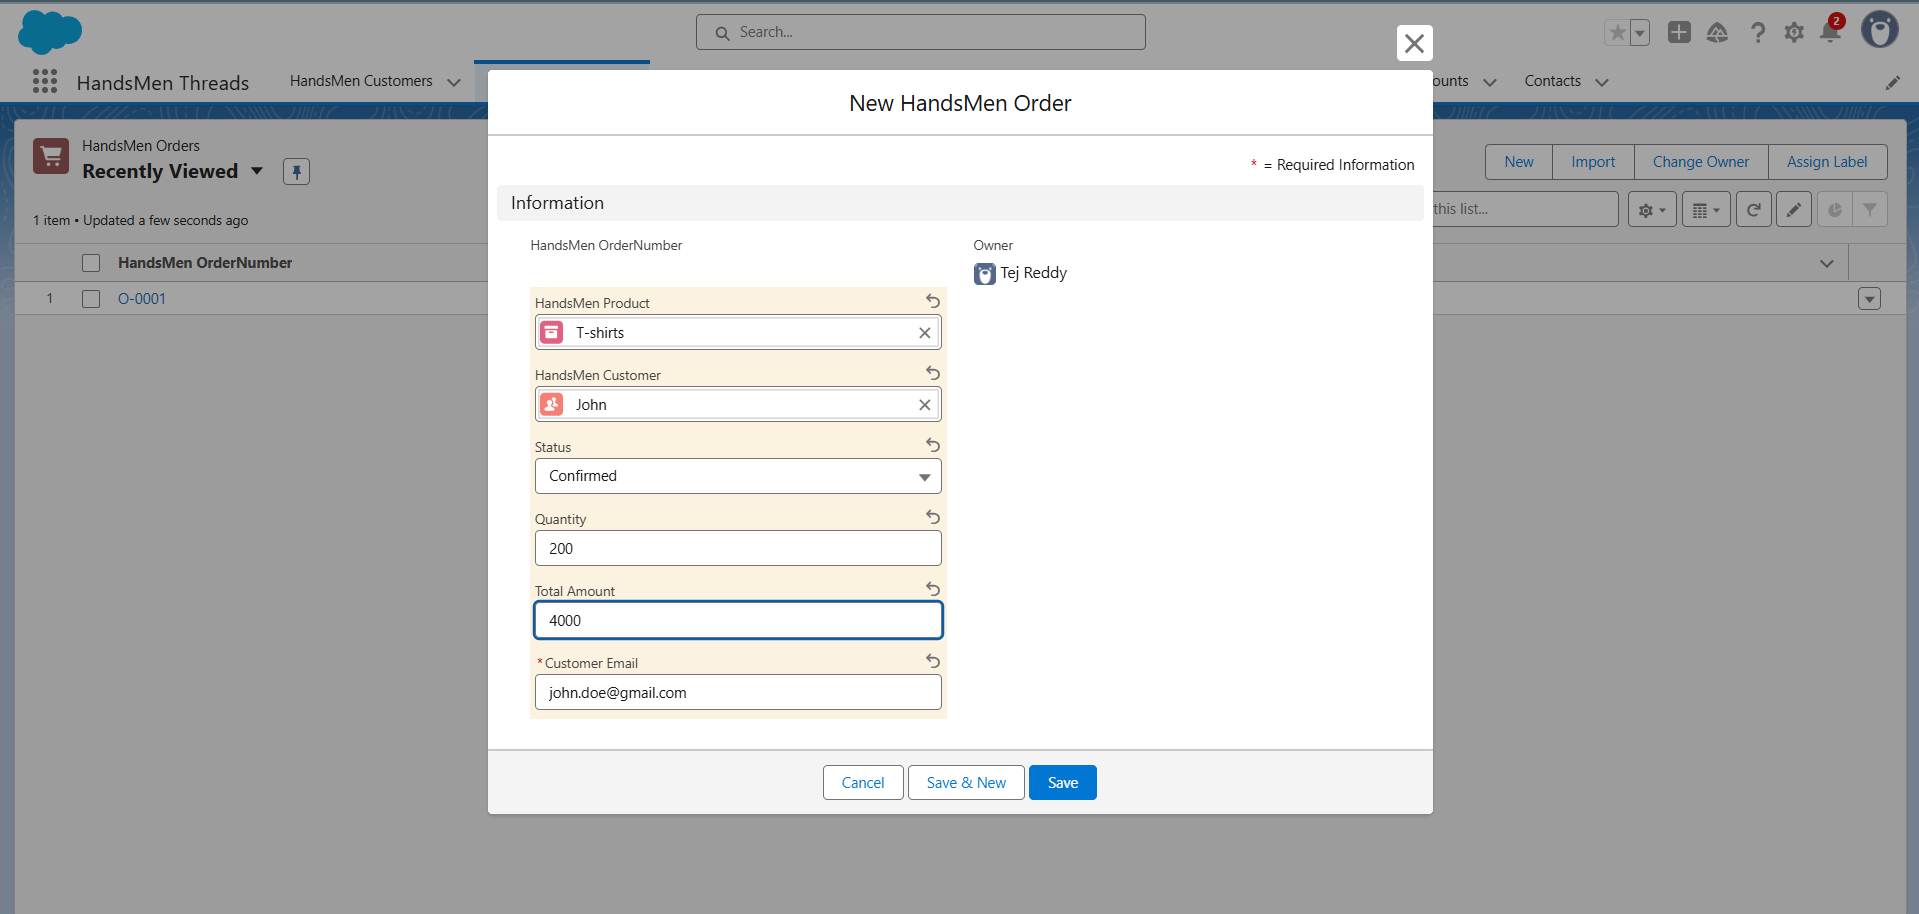 Search...
2
HandsMen Threads
HandsMen Customers
ounts
Contacts
New HandsMen Order
HandsMen Orders
Recently Viewed
New
Import
Change Owner
Assign Label
* = Required Information
Information
this list...
1 item • Updated a few seconds ago
HandsMen OrderNumber
1
O-0001
HandsMen OrderNumber
Owner
Tej Reddy
HandsMen Product
T-shirts
HandsMen Customer
John
Status
Confirmed
Quantity
200
Total Amount
4000
*Customer Email
john.doe@gmail.com
Cancel
Save & New
Save